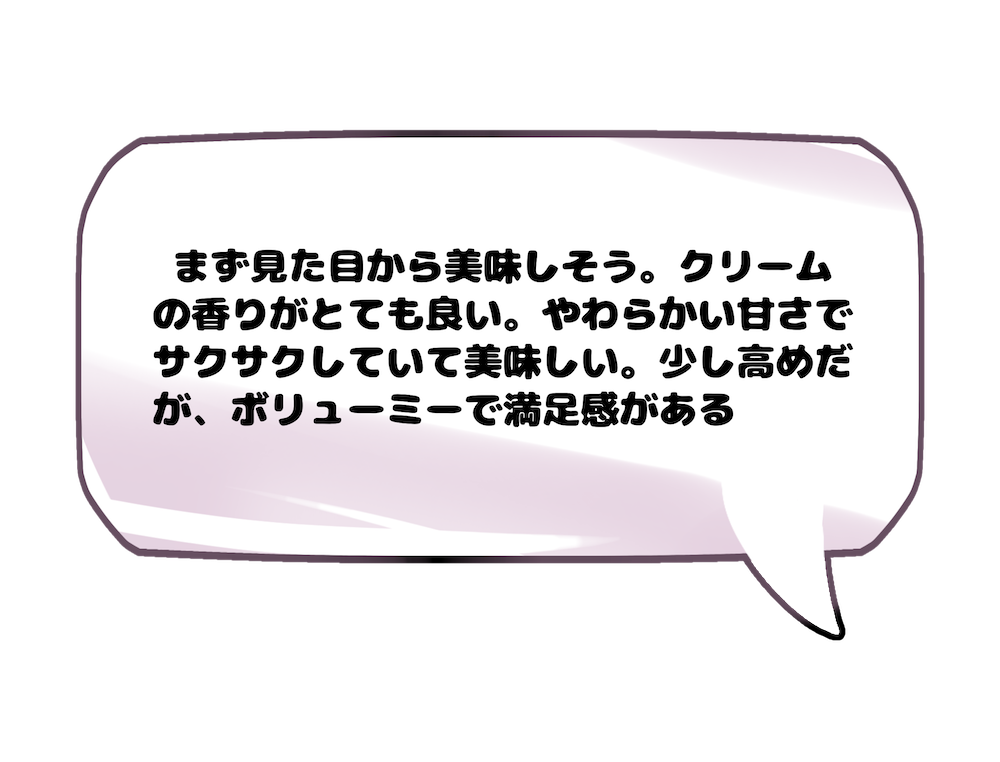 まず見た目から美味しそう。クリーム
の香りがとても良い。やわらかい甘さで
サクサクしていて美味しい。少し高めだ
が、ボリューミーで満足感がある